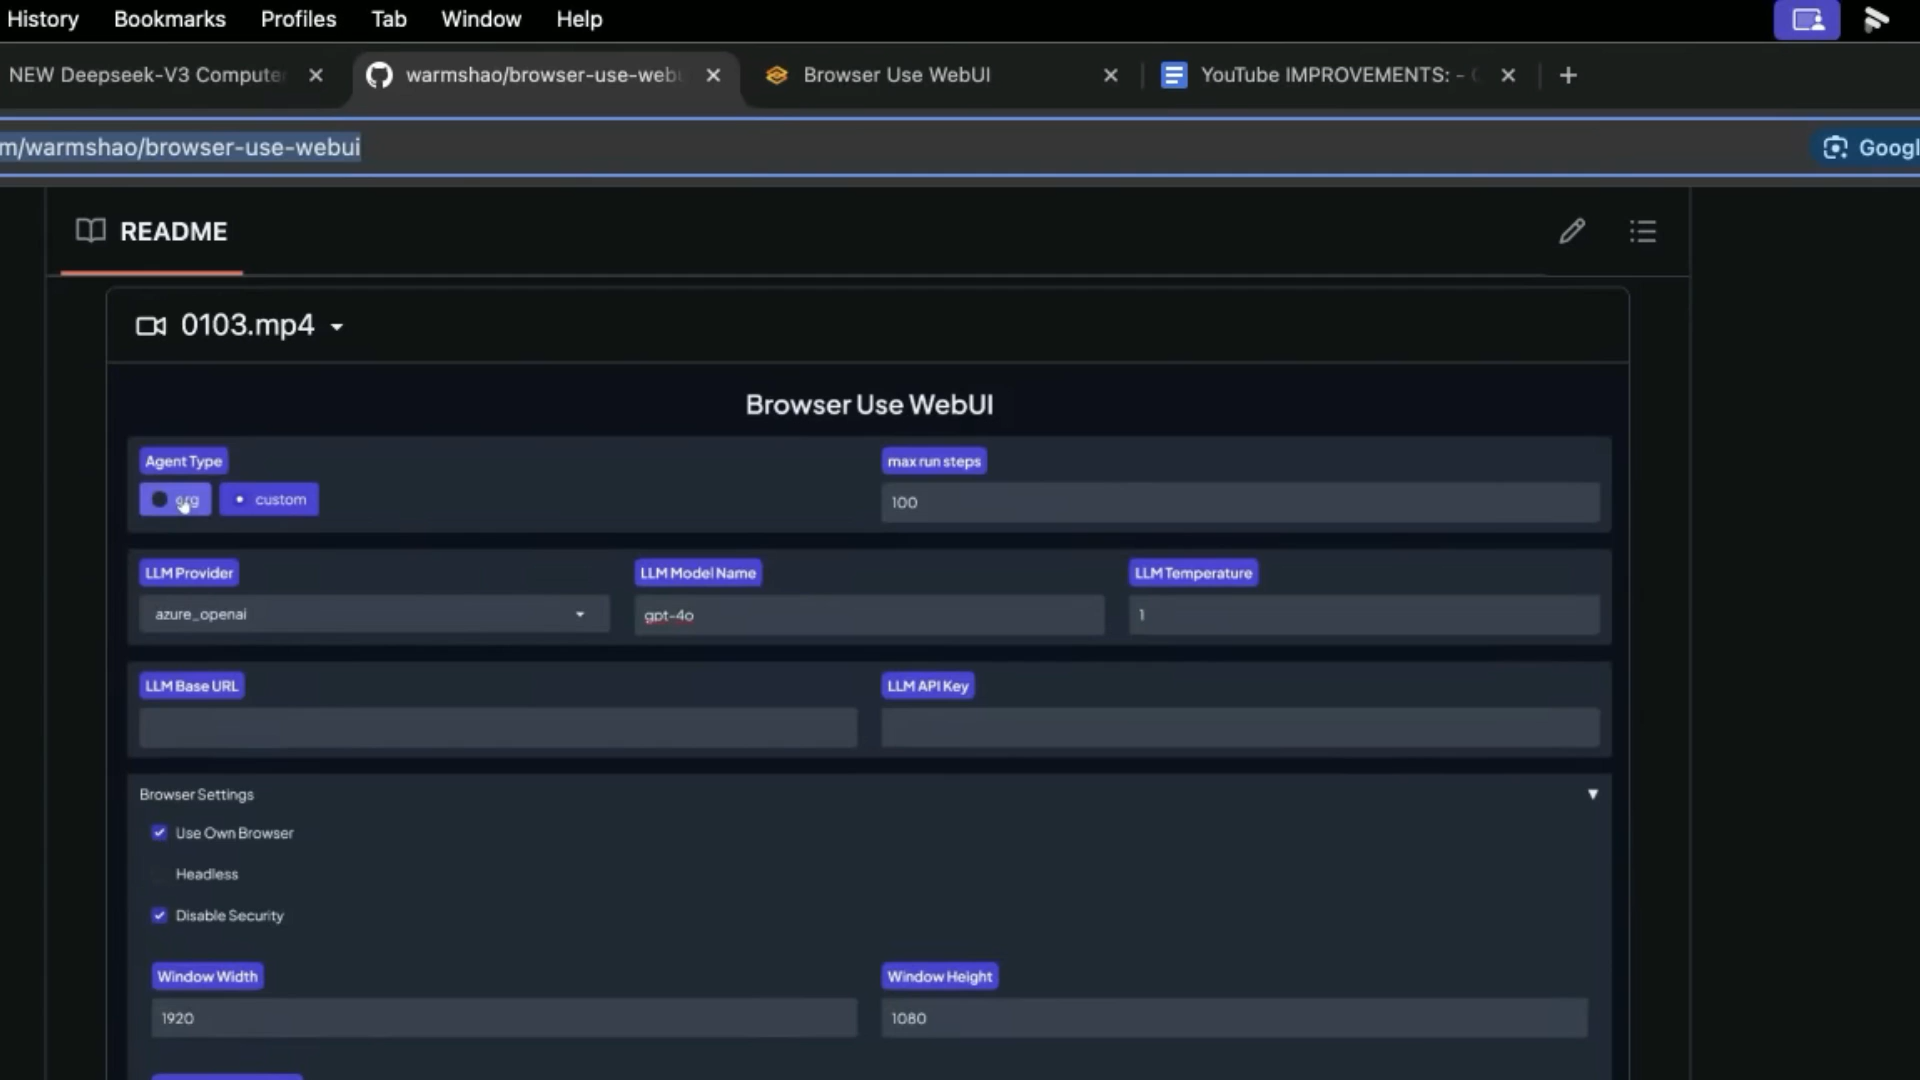 History Bookmarks Profiles Tab Window Help
NEW Deepseek-V3 Compute warmshao/browser-use-web Browser Use WebUI YouTube IMPROVEMENTS: -
m/warmshao/browser-use-webui Googl
README
0103.mp4
Browser Use WebUI
Agent Type max run steps
org custom 100
LLM Provider LLM Model Name LLM Temperature
azure_openai gpt-4o 1
LLM Base URL LLM API Key
Browser Settings
Use Own Browser
Headless
Disable Security
Window Width Window Height
1920 1080